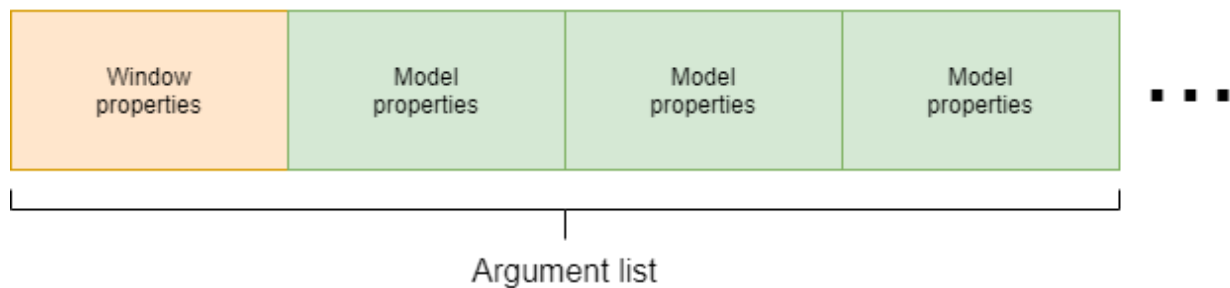 Window
properties
Model
properties
Model
properties
Model
properties
Argument list